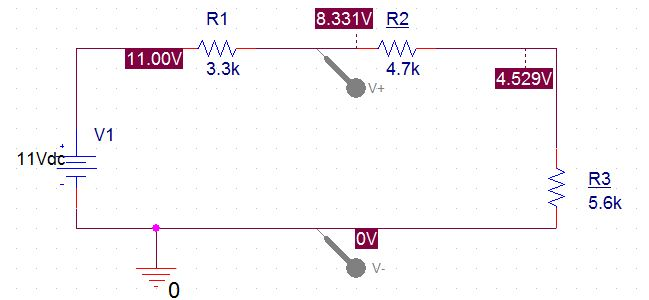 R1
8.331V
R2
11.00V
3.3k
4.7k
V+
4.529V
V1
11Vdc
+
-
R3
5.6k
0V
V-
0